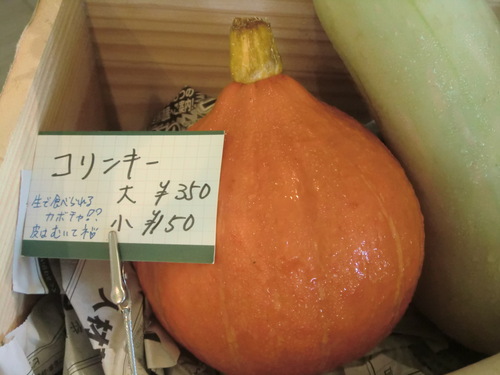 コリンキー
大 ¥350
小 ¥150
生で食べられる
カボチャ!?
皮はむいてネ